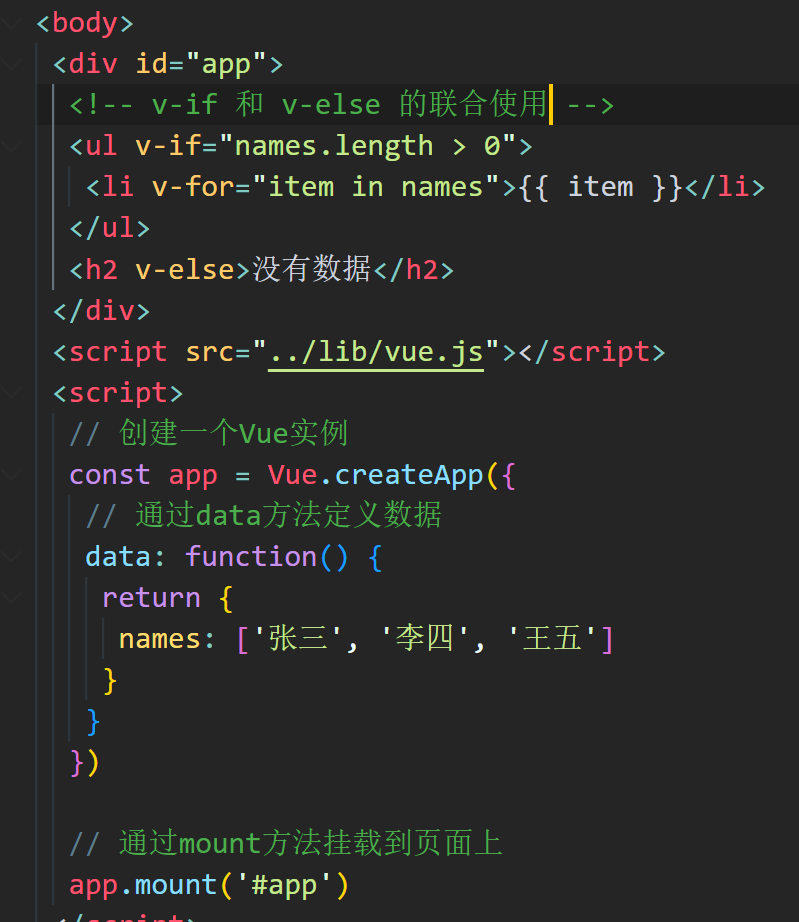 <body>
<div id="app">
<!-- v-if 和 v-else 的联合使用 -->
<ul v-if="names.length > 0">
<li v-for="item in names">{{ item }}</li>
</ul>
<h2 v-else>没有数据</h2>
</div>
<script src="../lib/vue.js"></script>
<script>
// 创建一个Vue实例
const app = Vue.createApp({
// 通过data方法定义数据
data: function() {
return {
names: ['张三', '李四', '王五']
}
}
})
// 通过mount方法挂载到页面上
app.mount('#app')
</script>